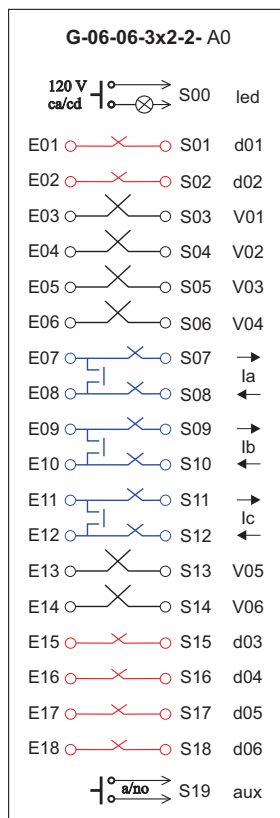 G-06-06-3x2-2- A0
120 V
ca/cd S00 led
E01 S01 d01
E02 S02 d02
E03 S03 V01
E04 S04 V02
E05 S05 V03
E06 S06 V04
E07 S07
Ia
E08 S08
E09 S09
Ib
E10 S10
E11 S11
Ic
E12 S12
E13 S13 V05
E14 S14 V06
E15 S15 d03
E16 S16 d04
E17 S17 d05
E18 S18 d06
a/no S19 aux